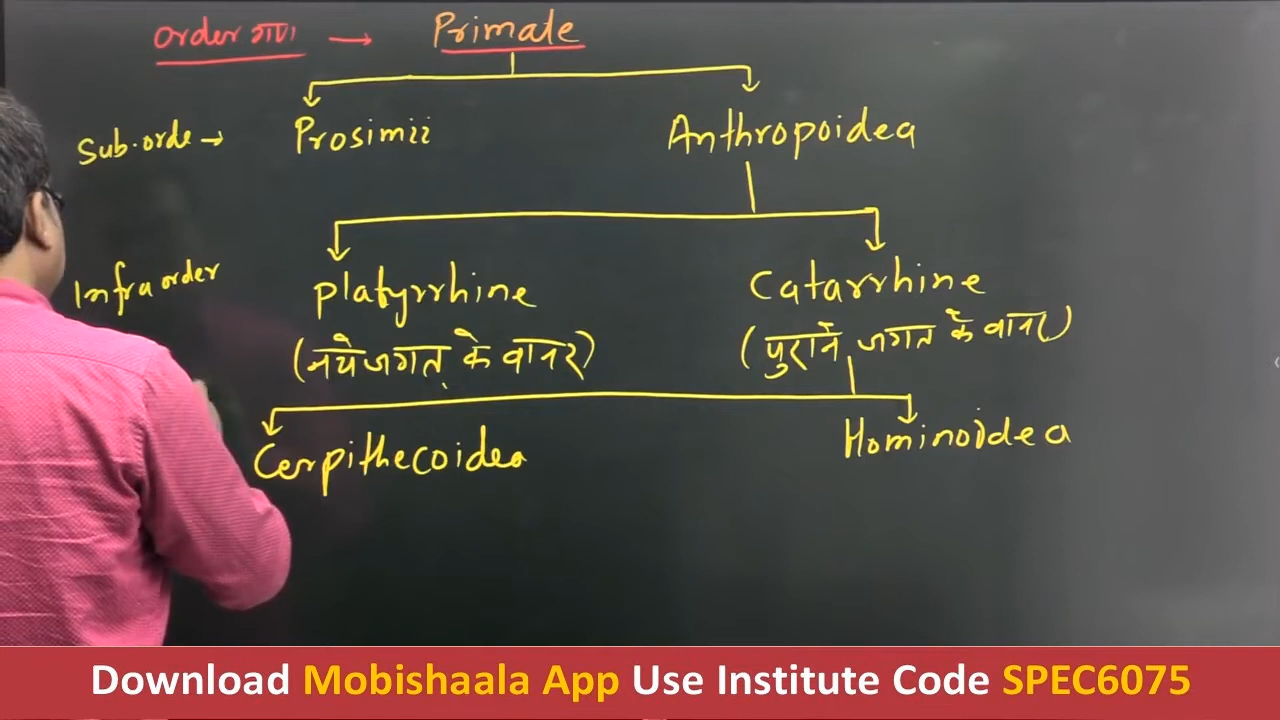 Order गण → Primate
Sub.orde → Prosimii Anthropoidea
Infraorder Platyrrhine Catarrhine
(नये जगत के वानर) (पुराने जगत के वानर)
Cerpithecoidea Hominoidea
Download Mobishaala App Use Institute Code SPEC6075